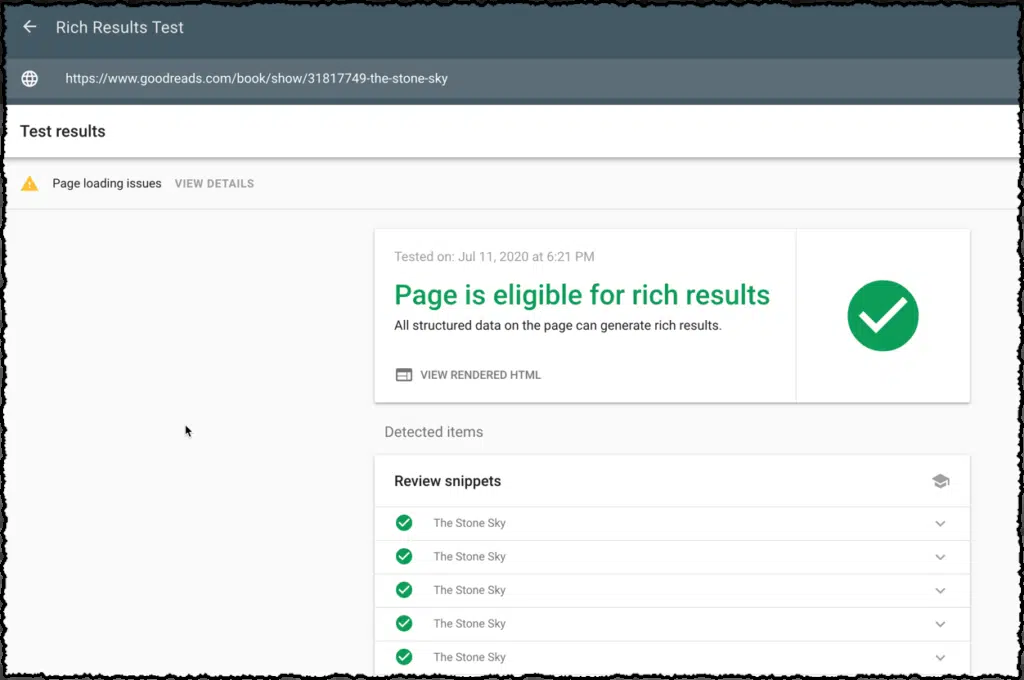 Rich Results Test
https://www.goodreads.com/book/show/31817749-the-stone-sky
Test results
Page loading issues VIEW DETAILS
Tested on: Jul 11, 2020 at 6:21 PM
Page is eligible for rich results
All structured data on the page can generate rich results.
VIEW RENDERED HTML
Detected items
Review snippets
The Stone Sky
The Stone Sky
The Stone Sky
The Stone Sky
The Stone Sky